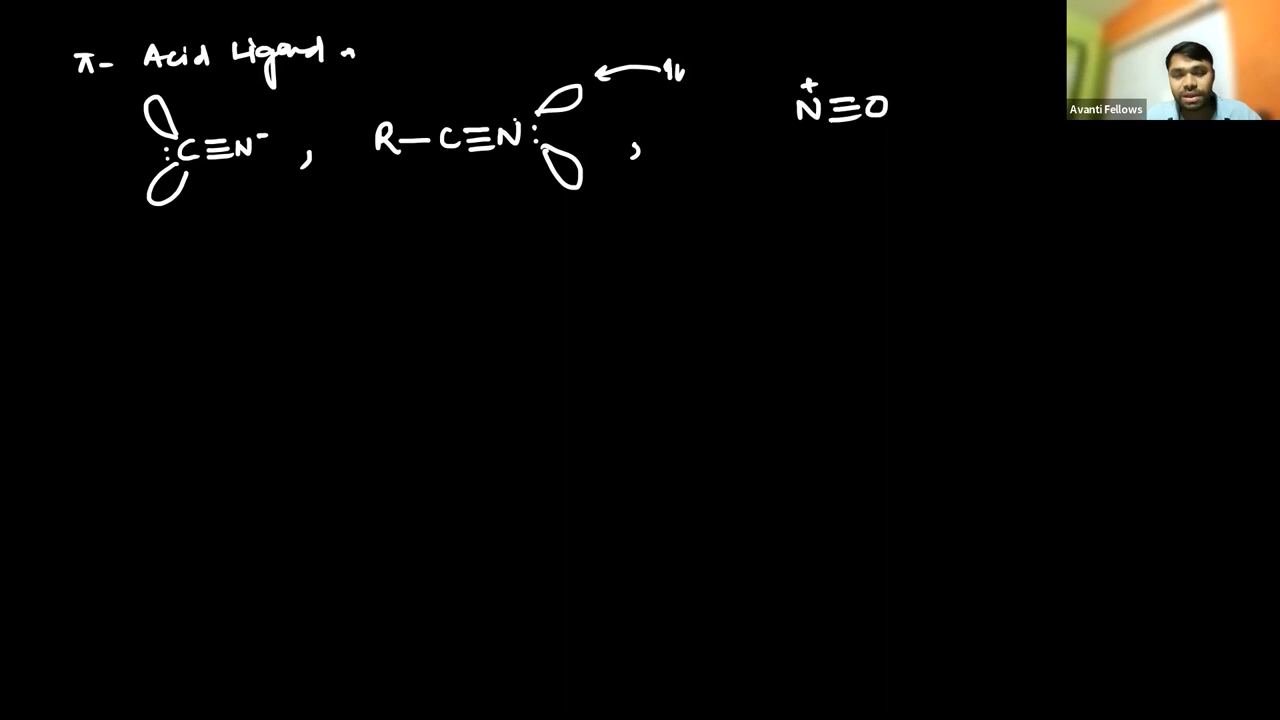 π- Acid Ligand
:C≡N⁻ , R—C≡N: , N⁺≡O
Avanti Fellows